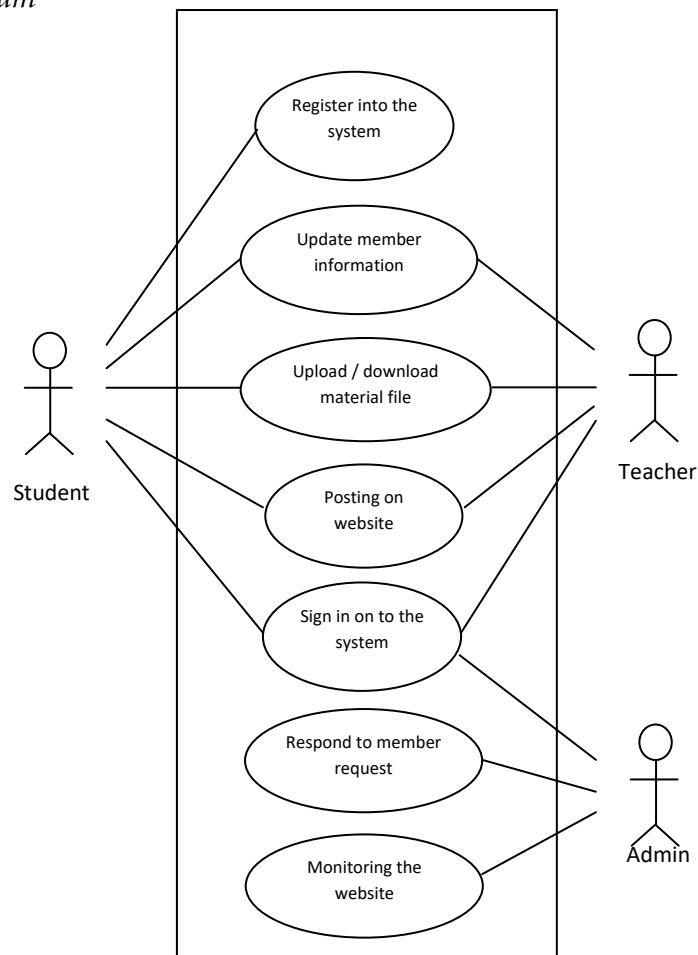 Register into the
system
Update member
information
Upload / download
material file
Student
Teacher
Posting on
website
Sign in on to the
system
Respond to member
request
Admin
Monitoring the
website